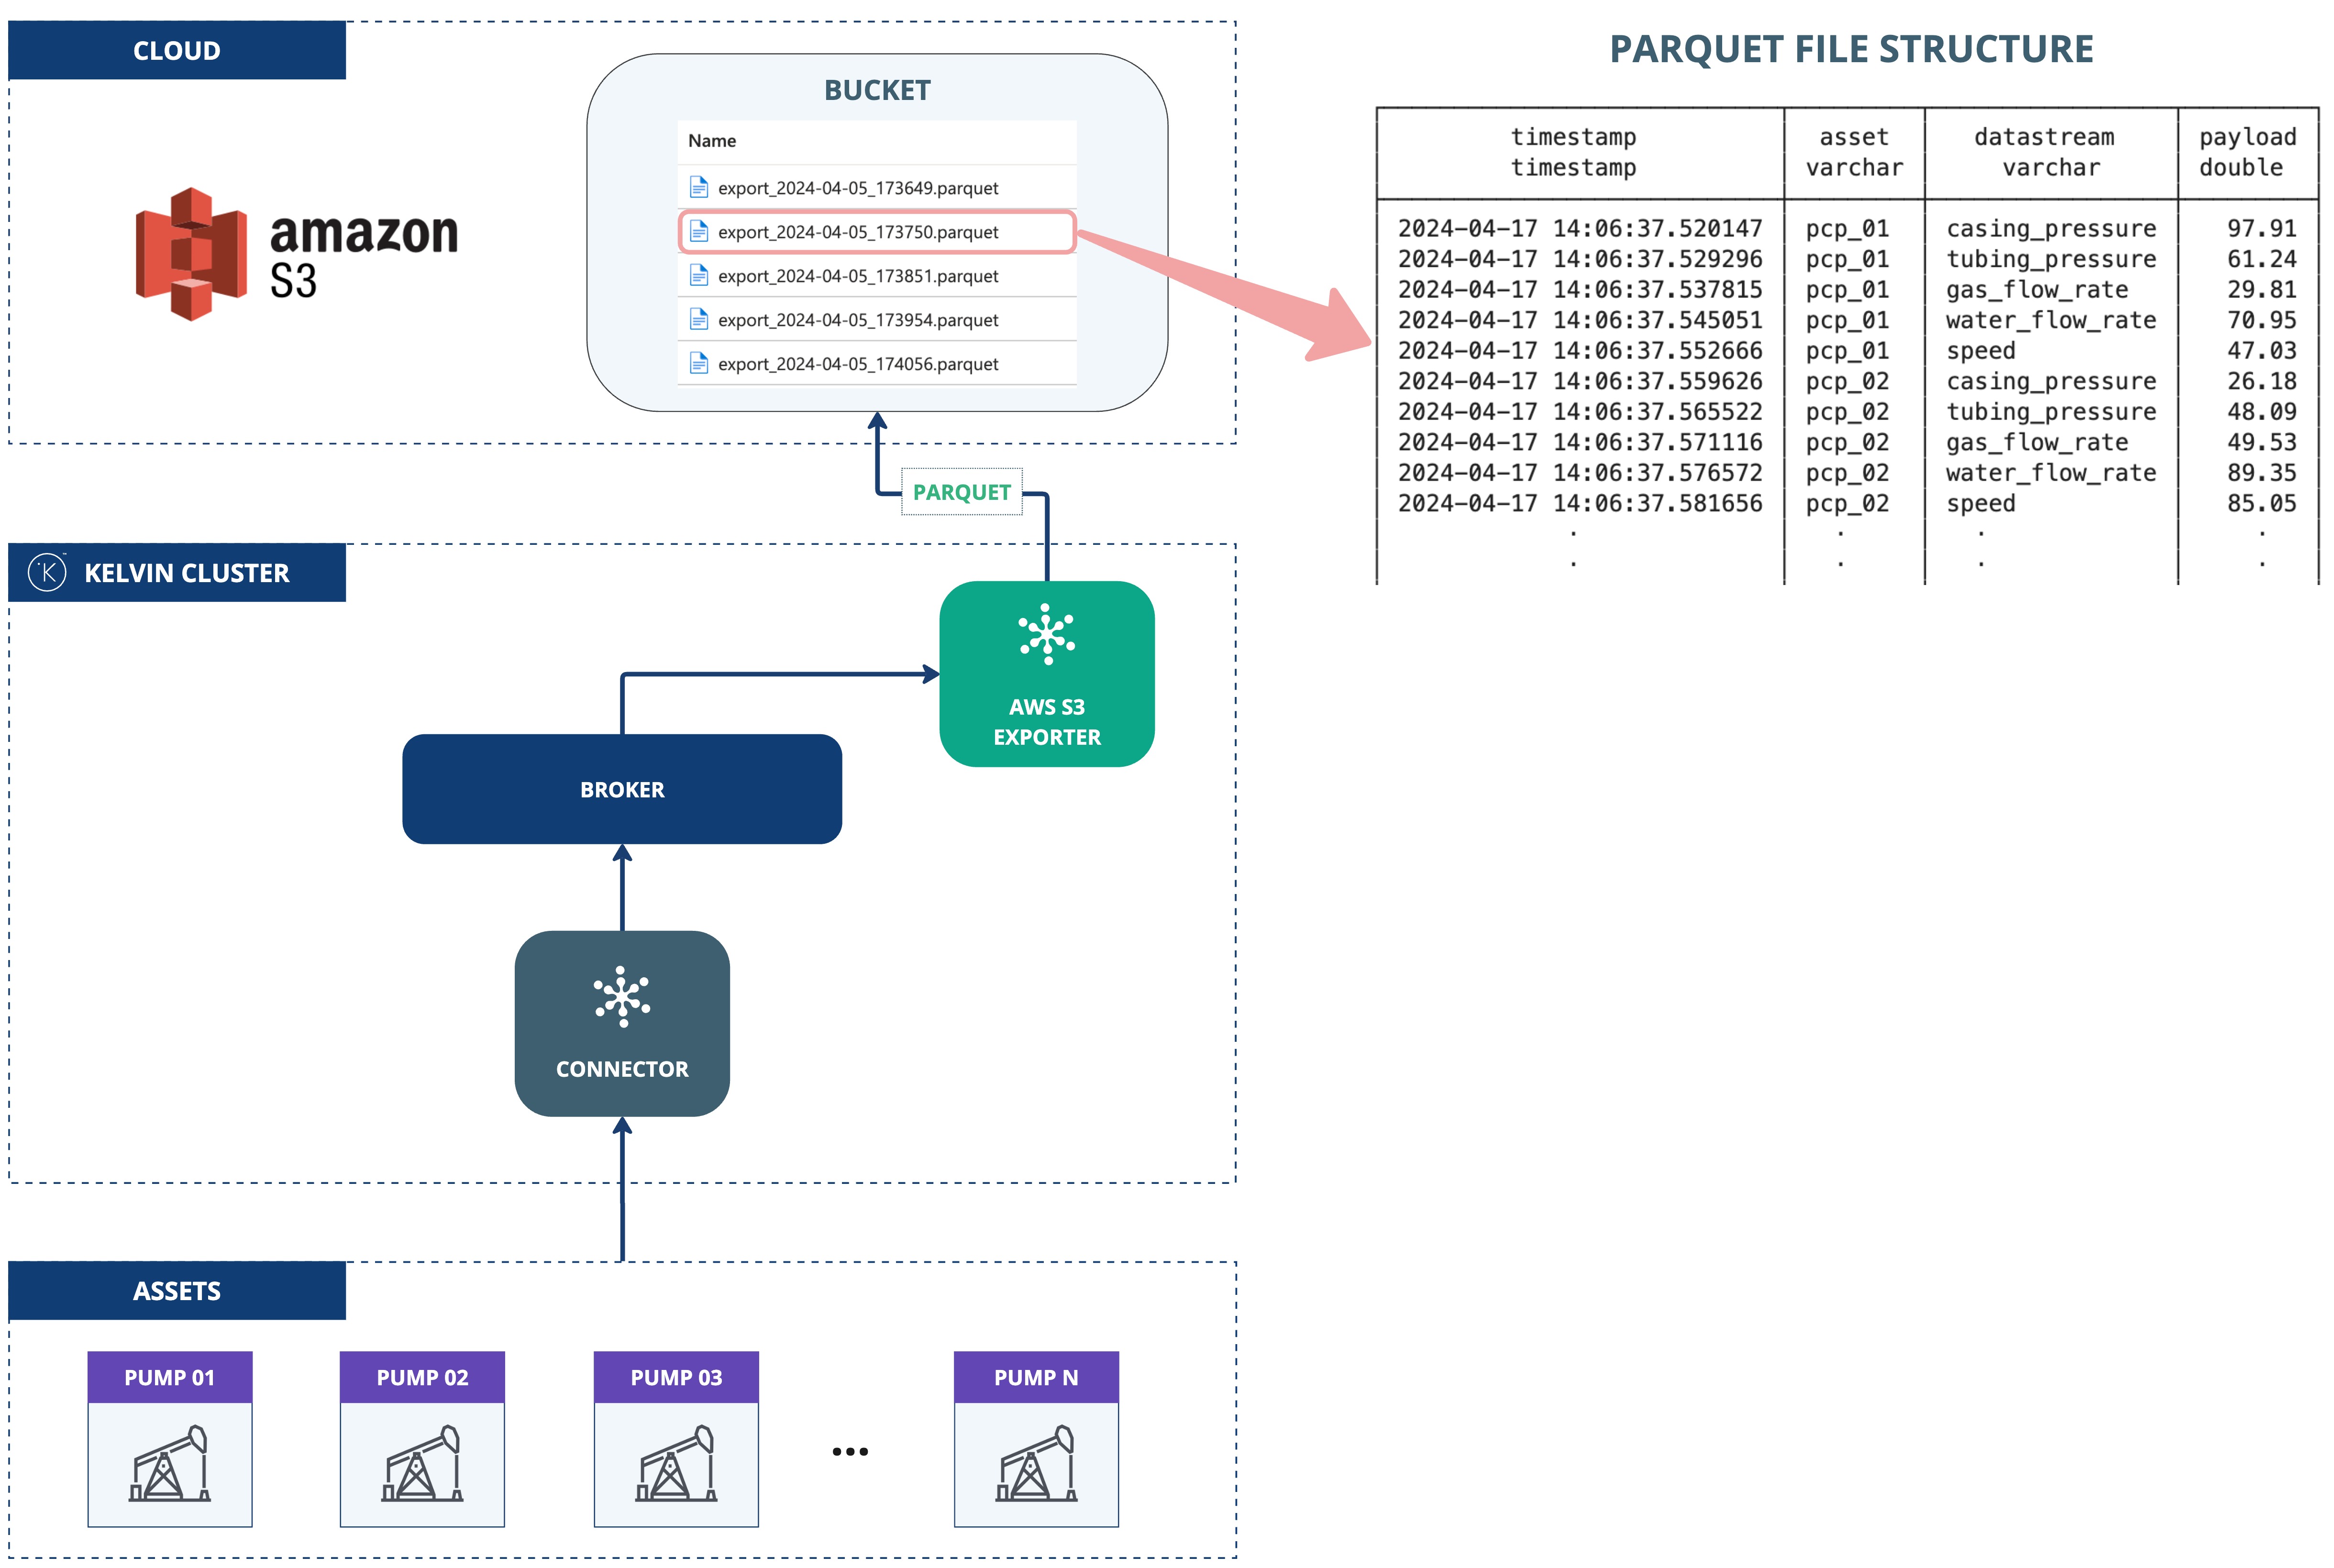 CLOUD
amazon
S3
BUCKET
Name
export_2024-04-05_173649.parquet
export_2024-04-05_173750.parquet
export_2024-04-05_173851.parquet
export_2024-04-05_173954.parquet
export_2024-04-05_174056.parquet
PARQUET FILE STRUCTURE
timestamp asset datastream payload
timestamp varchar varchar double
2024-04-17 14:06:37.520147 pcp_01 casing_pressure 97.91
2024-04-17 14:06:37.529296 pcp_01 tubing_pressure 61.24
2024-04-17 14:06:37.537815 pcp_01 gas_flow_rate 29.81
2024-04-17 14:06:37.545051 pcp_01 water_flow_rate 70.95
2024-04-17 14:06:37.552666 pcp_01 speed 47.03
2024-04-17 14:06:37.559626 pcp_02 casing_pressure 26.18
2024-04-17 14:06:37.565522 pcp_02 tubing_pressure 48.09
2024-04-17 14:06:37.571116 pcp_02 gas_flow_rate 49.53
2024-04-17 14:06:37.576572 pcp_02 water_flow_rate 89.35
2024-04-17 14:06:37.581656 pcp_02 speed 85.05
. . . .
. . . .
PARQUET
K KELVIN CLUSTER
AWS S3
EXPORTER
BROKER
CONNECTOR
ASSETS
PUMP 01 PUMP 02 PUMP 03 ... PUMP N